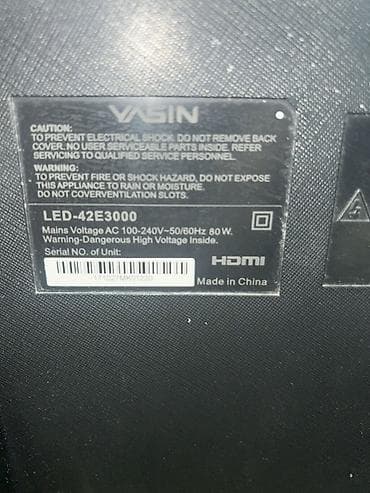 YASIN
CAUTION:
TO PREVENT ELECTRICAL SHOCK. DO NOT REMOVE BACK
COVER. NO USER SERVICEABLE PARTS INSIDE. REFER
SERVICING TO QUALIFIED SERVICE PERSONNEL.
WARNING:
TO PREVENT FIRE OR SHOCK HAZARD, DO NOT EXPOSE
THIS APPLIANCE TO RAIN OR MOISTURE.
DO NOT COVERVENTILATION SLOTS.
LED-42E3000
Mains Voltage AC 100-240V~50/60Hz 80 W.
Warning-Dangerous High Voltage Inside.
Serial NO. of Unit:
HDMI
Made in China